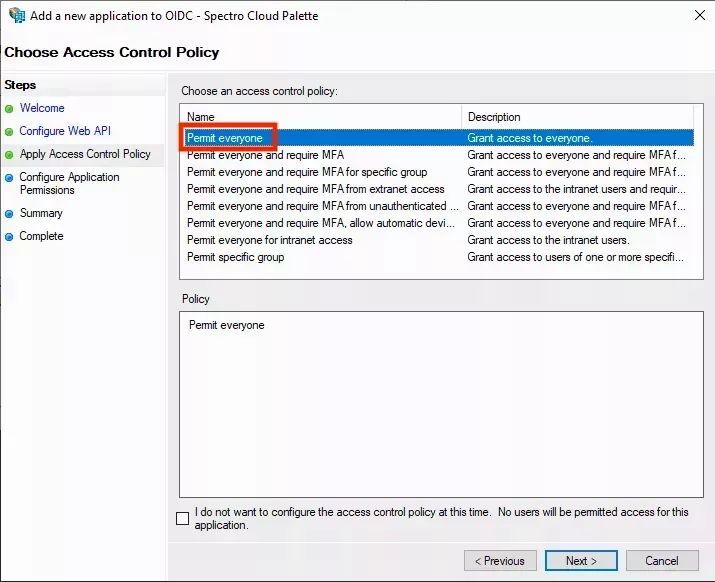 Add a new application to OIDC - Spectro Cloud Palette
Choose Access Control Policy
Steps
Welcome
Configure Web API
Apply Access Control Policy
Configure Application
Permissions
Summary
Complete
Choose an access control policy:
Name Description
Permit everyone Grant access to everyone.
Permit everyone and require MFA Grant access to everyone and require MFA f...
Permit everyone and require MFA for specific group Grant access to everyone and require MFA f...
Permit everyone and require MFA from extranet access Grant access to the intranet users and requir...
Permit everyone and require MFA from unauthenticated ... Grant access to everyone and require MFA f...
Permit everyone and require MFA, allow automatic devi... Grant access to everyone and require MFA f...
Permit everyone for intranet access Grant access to the intranet users.
Permit specific group Grant access to users of one or more specifi...
Policy
Permit everyone
I do not want to configure the access control policy at this time. No users will be permitted access for this
application.
< Previous Next > Cancel